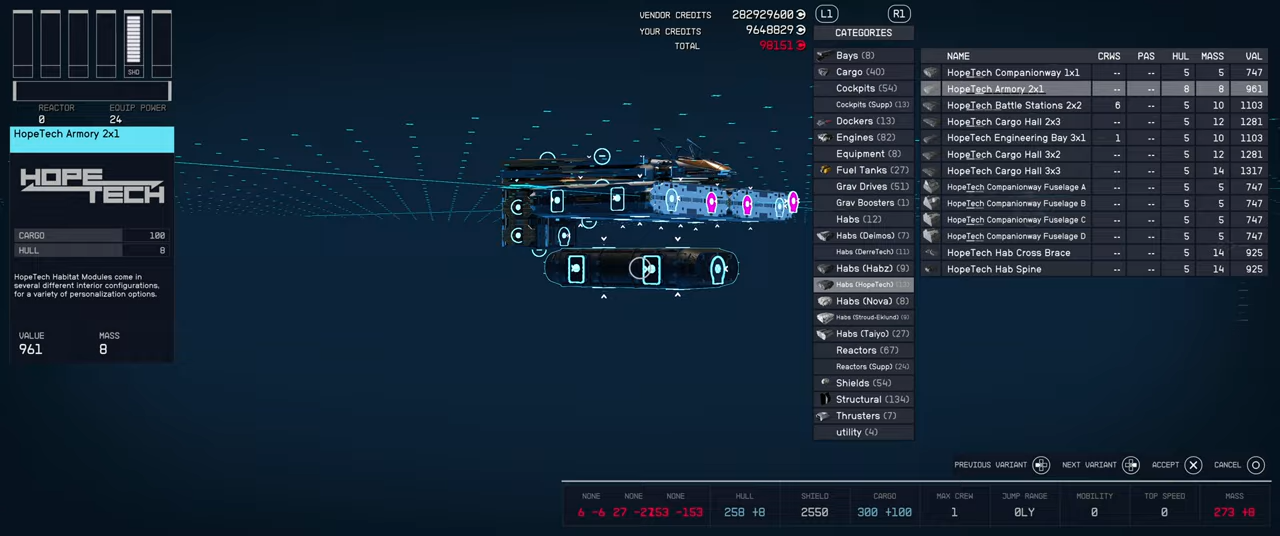 VENDOR CREDITS 282929600
YOUR CREDITS 9648829
TOTAL 98151
L1 R1
SHD
REACTOR EQUIP POWER
0 24
HopeTech Armory 2x1
HOPE
TECH
CARGO 100
HULL 8
HopeTech Habitat Modules come in
several different interior configurations,
for a variety of personalization options.
VALUE MASS
961 8
CATEGORIES
Bays (8)
Cargo (40)
Cockpits (54)
Cockpits (Supp) (13)
Dockers (13)
Engines (82)
Equipment (8)
Fuel Tanks (27)
Grav Drives (51)
Grav Boosters (1)
Habs (12)
Habs (Deimos) (7)
Habs (DerreTech) (11)
Habs (Habz) (9)
Habs (HopeTech) (13)
Habs (Nova) (8)
Habs (Stroud-Eklund) (9)
Habs (Taiyo) (27)
Reactors (67)
Reactors (Supp) (24)
Shields (54)
Structural (134)
Thrusters (7)
utility (4)
NAME CRWS PAS HUL MASS VAL
HopeTech Companionway 1x1 -- -- 5 5 747
HopeTech Armory 2x1 -- -- 8 8 961
HopeTech Battle Stations 2x2 6 -- 5 10 1103
HopeTech Cargo Hall 2x3 -- -- 5 12 1281
HopeTech Engineering Bay 3x1 1 -- 5 10 1103
HopeTech Cargo Hall 3x2 -- -- 5 12 1281
HopeTech Cargo Hall 3x3 -- -- 5 14 1317
HopeTech Companionway Fuselage A -- -- 5 5 747
HopeTech Companionway Fuselage B -- -- 5 5 747
HopeTech Companionway Fuselage C -- -- 5 5 747
HopeTech Companionway Fuselage D -- -- 5 5 747
HopeTech Hab Cross Brace -- -- 5 14 925
HopeTech Hab Spine -- -- 5 14 925
PREVIOUS VARIANT NEXT VARIANT ACCEPT CANCEL
NONE NONE NONE HULL SHIELD CARGO MAX CREW JUMP RANGE MOBILITY TOP SPEED MASS
6 -6 27 -153 258 +8 2550 300 +100 1 0LY 0 0 273 +8